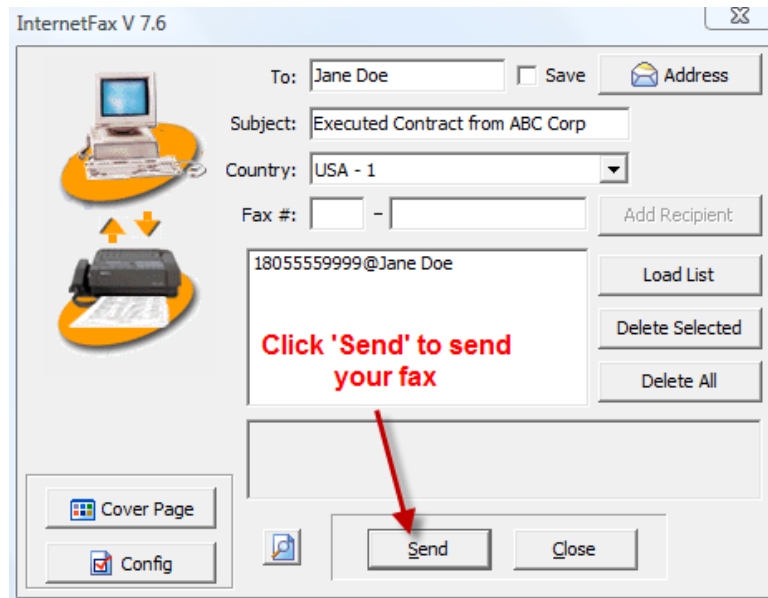 InternetFax V 7.6
To: Jane Doe Save Address
Subject: Executed Contract from ABC Corp
Country: USA - 1
Fax #: - Add Recipient
18055559999@Jane Doe
Load List
Click 'Send' to send
your fax
Delete Selected
Delete All
Cover Page
Config
Send
Close